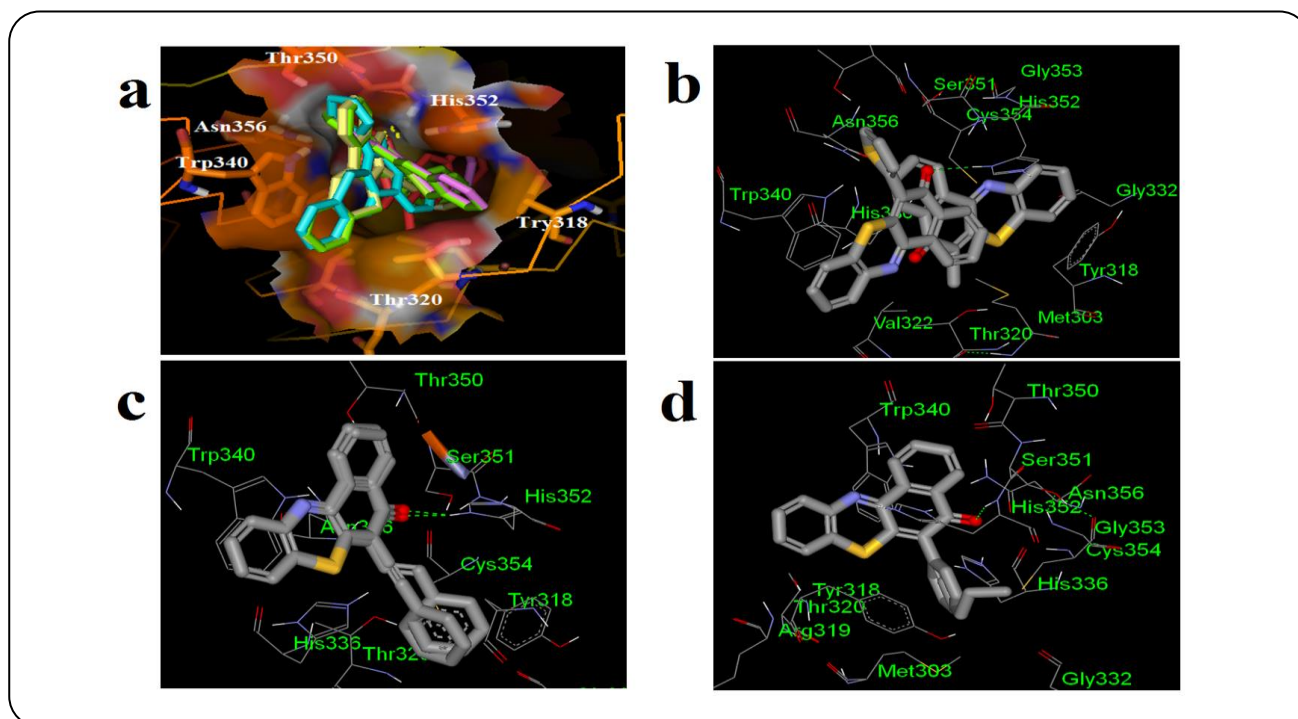 a
Thr350
His352
Asn356
Trp340
Try318
Thr320
b
Ser351
Gly353
His352
Cys354
Asn356
Trp340
Gly332
Tyr318
Val322
Thr320
Met303
c
Thr350
Trp340
Ser351
His352
Cys354
Tyr318
His336
d
Trp340
Thr350
Ser351
Asn356
His352
Gly353
Cys354
His336
Tyr318
Thr320
Arg319
Met303
Gly332